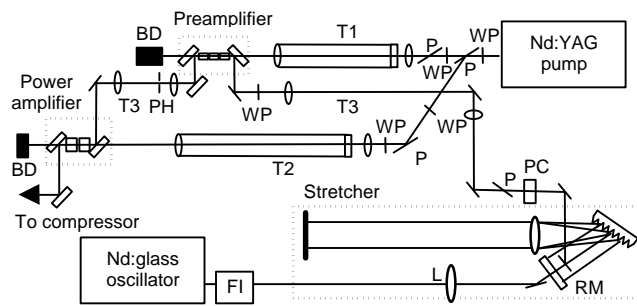 Preamplifier
BD
T1
P
WP
P
WP
Nd:YAG
pump
Power
amplifier
T3
PH
WP
T3
WP
WP
BD
T2
P
P
PC
To compressor
Stretcher
Nd:glass
oscillator
FI
L
RM